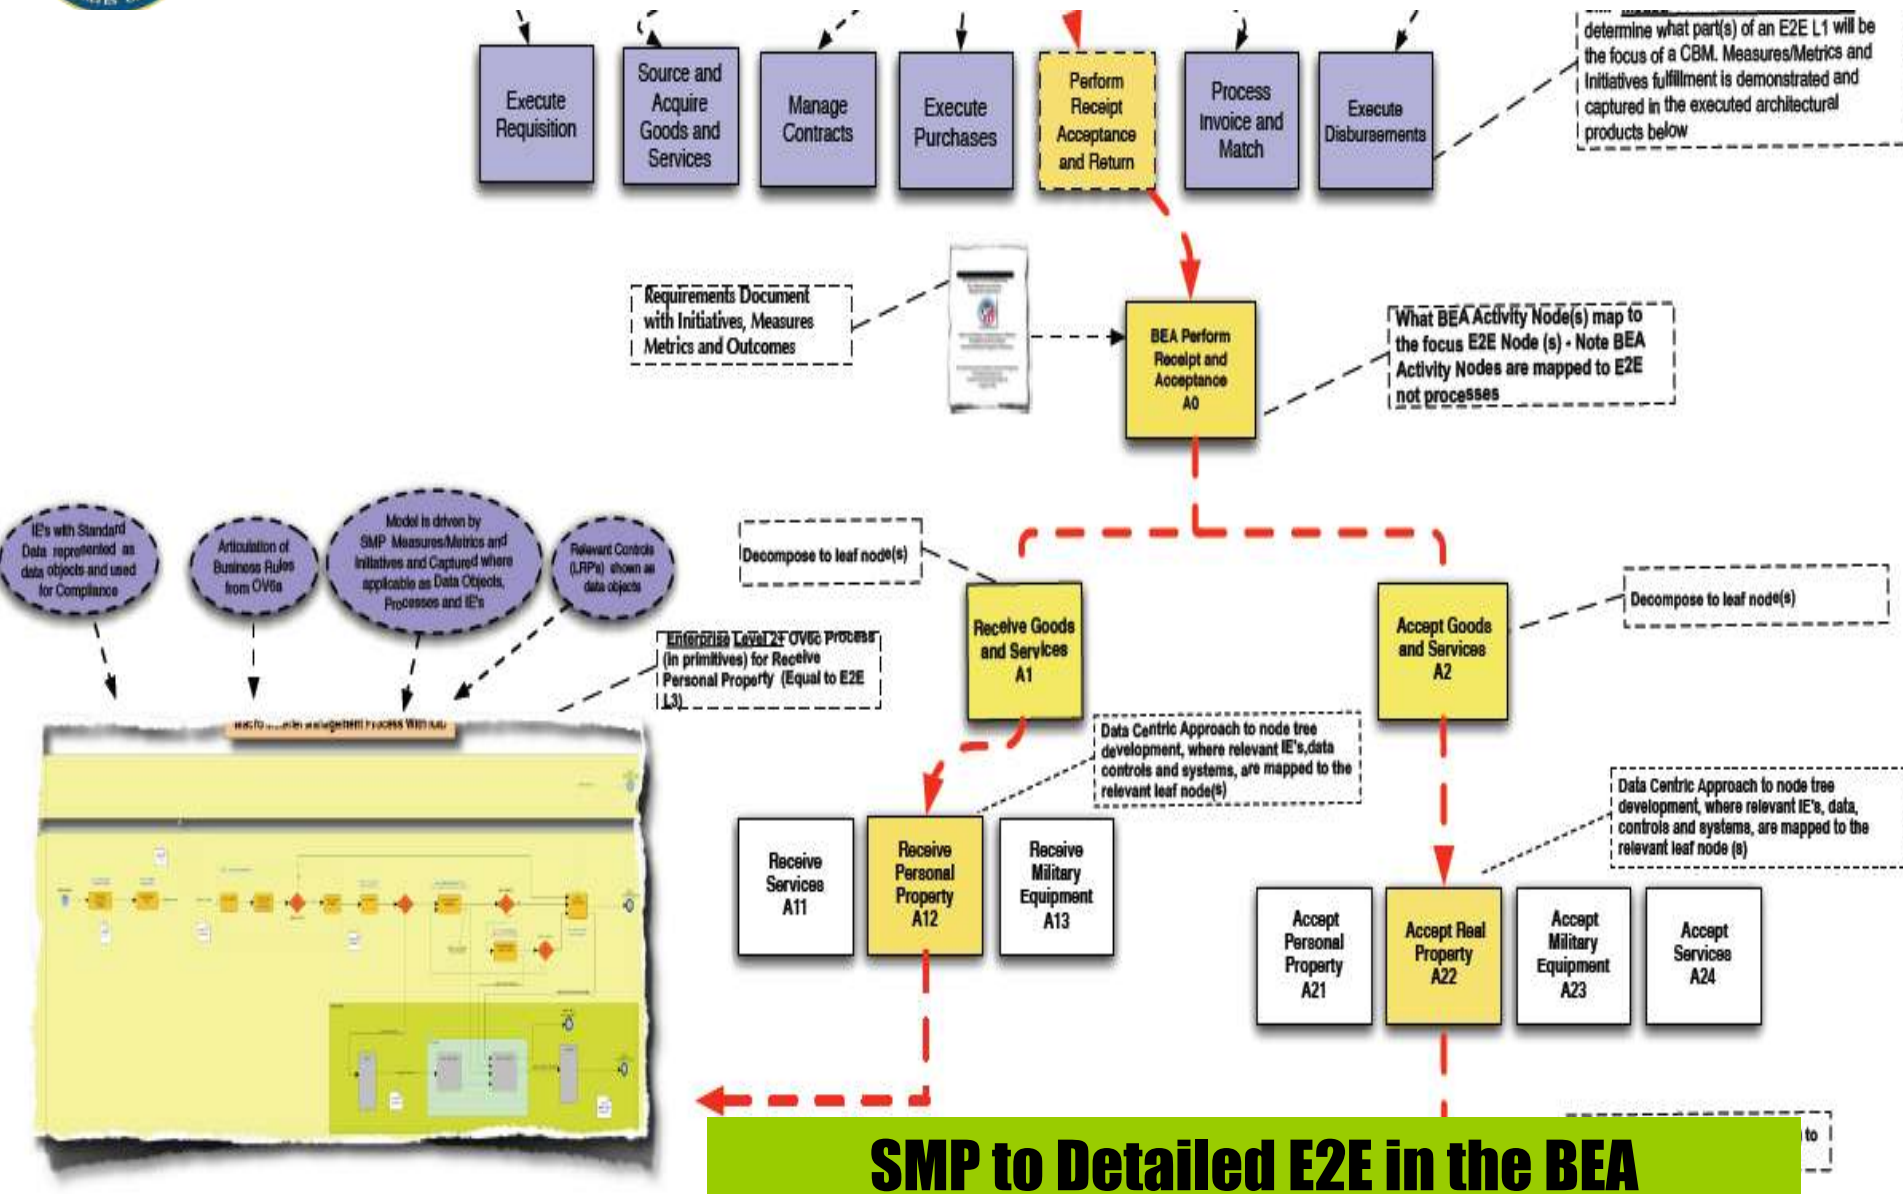 determine what part(s) of an E2E L1 will be
the focus of a CBM. Measures/Metrics and
Initiatives fulfillment is demonstrated and
captured in the executed architectural
products below
Execute
Requisition
Source and
Acquire
Goods and
Services
Manage
Contracts
Execute
Purchases
Perform
Receipt
Acceptance
and Return
Process
Invoice and
Match
Execute
Disbursements
Requirements Document
with Initiatives, Measures
Metrics and Outcomes
BEA Perform
Receipt and
Acceptance
A0
What BEA Activity Node(s) map to
the focus E2E Node (s) - Note BEA
Activity Nodes are mapped to E2E
not processes
IE's with Standard
Data represented as
data objects and used
for Compliance
Articulation of
Business Rules
from OV6a
Model is driven by
SMP Measures/Metrics and
Initiatives and Captured where
applicable as Data Objects,
Processes and IE's
Relevant Controls
(LRP's) shown as
data objects
Decompose to leaf node(s)
Receive Goods
and Services
A1
Accept Goods
and Services
A2
Decompose to leaf node(s)
Enterprise Level 2+ OV6c Process
(in primitives) for Receive
Personal Property (Equal to E2E
L3)
Management Process With
Data Centric Approach to node tree
development, where relevant IE's,data
controls and systems, are mapped to the
relevant leaf node(s)
Data Centric Approach to node tree
development, where relevant IE's, data,
controls and systems, are mapped to the
relevant leaf node (s)
Receive
Services
A11
Receive
Personal
Property
A12
Receive
Military
Equipment
A13
Accept
Personal
Property
A21
Accept Real
Property
A22
Accept
Military
Equipment
A23
Accept
Services
A24
to
SMP to Detailed E2E in the BEA